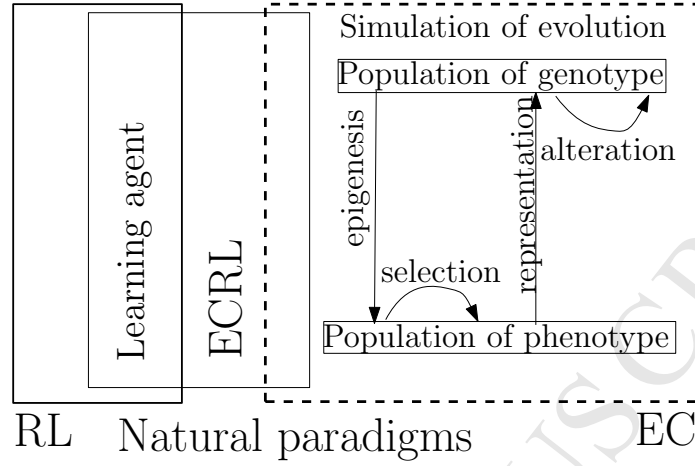 Simulation of evolution
Population of genotype
epigenesis
representation
alteration
selection
Population of phenotype
Learning agent
ECRL
RL
Natural paradigms
EC